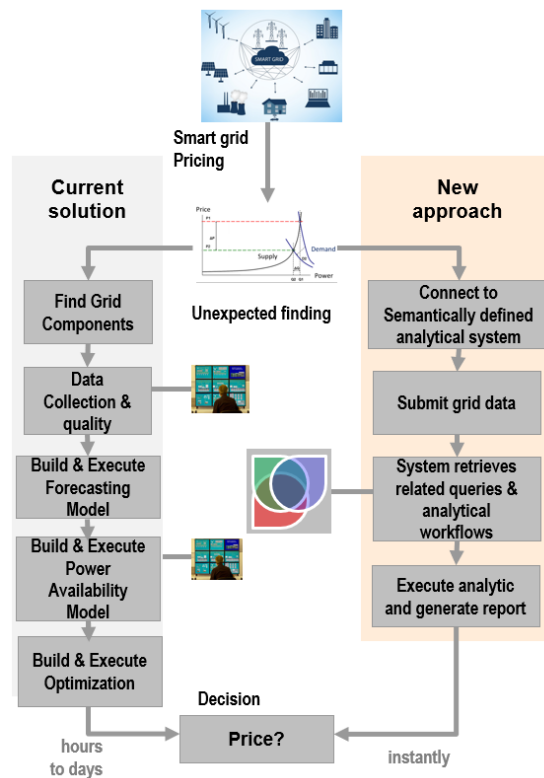 SMART GRID
Smart grid
Pricing
Current
solution
New
approach
Price
P1
ΔP
P2
Supply
Demand
Power
Unexpected finding
Find Grid
Components
Data
Collection &
quality
Build & Execute
Forecasting
Model
Build & Execute
Power
Availability
Model
Build & Execute
Optimization
Connect to
Semantically defined
analytical system
Submit grid data
System retrieves
related queries &
analytical
workflows
Execute analytic
and generate report
Decision
Price?
hours
to days
instantly